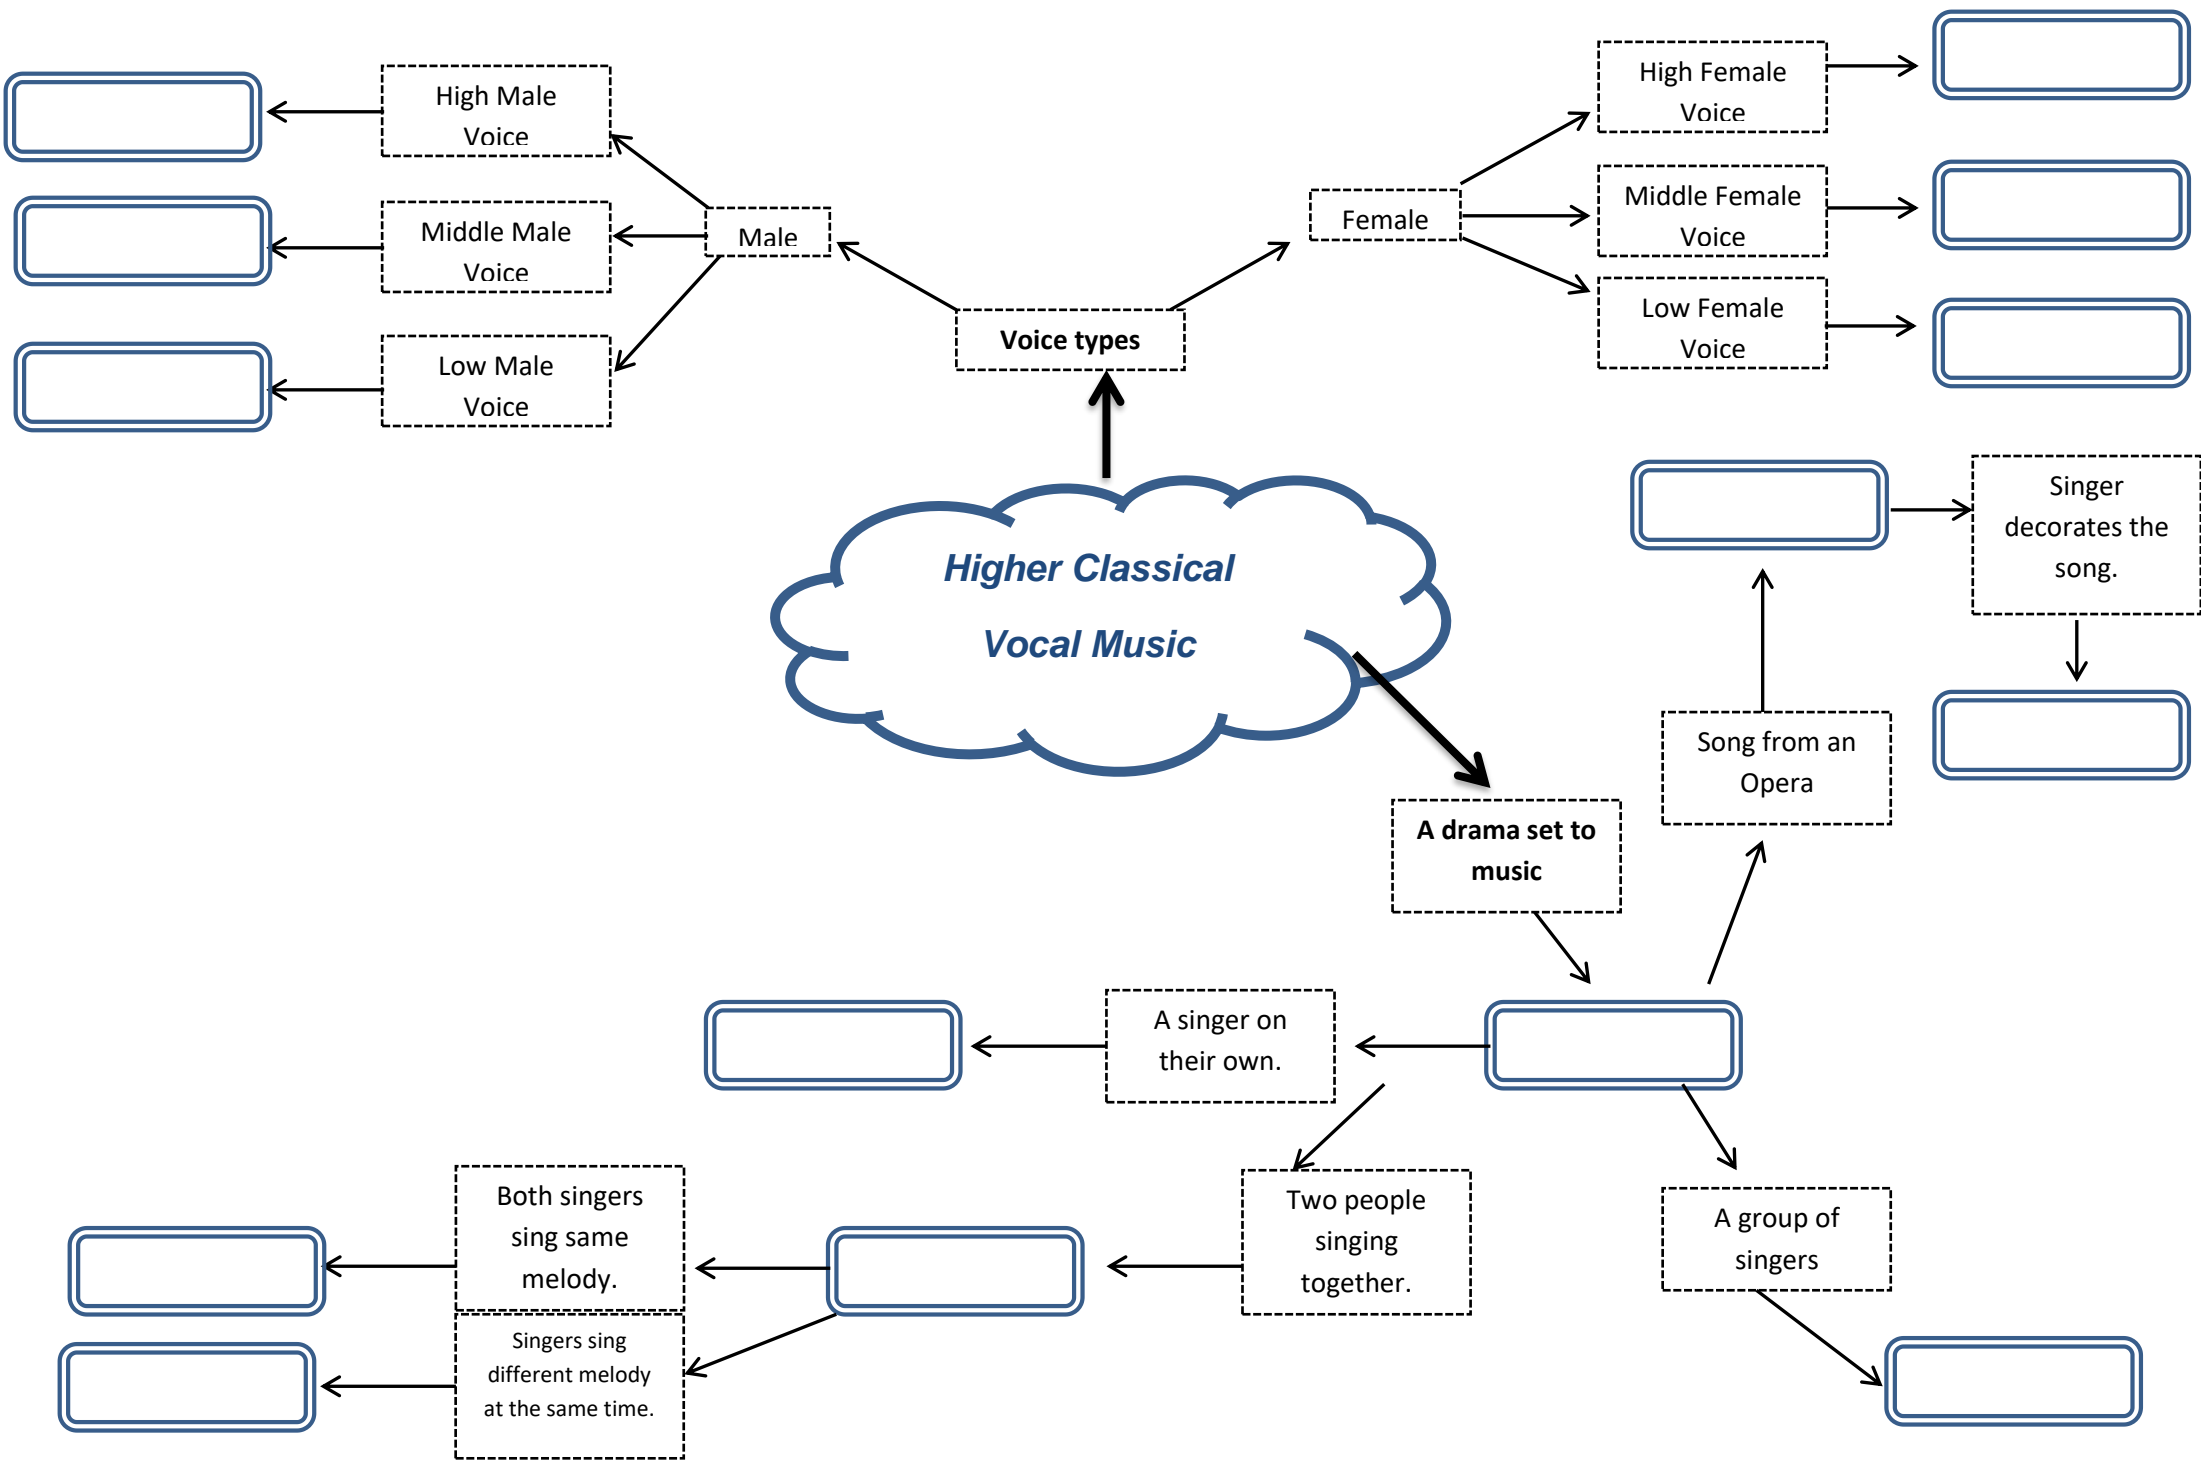 High Male
Voice
Middle Male
Voice
Low Male
Voice
Male
Voice types
Female
High Female
Voice
Middle Female
Voice
Low Female
Voice
Higher Classical
Vocal Music
Singer
decorates the
song.
Song from an
Opera
A drama set to
music
A singer on
their own.
Two people
singing
together.
Both singers
sing same
melody.
Singers sing
different melody
at the same time.
A group of
singers